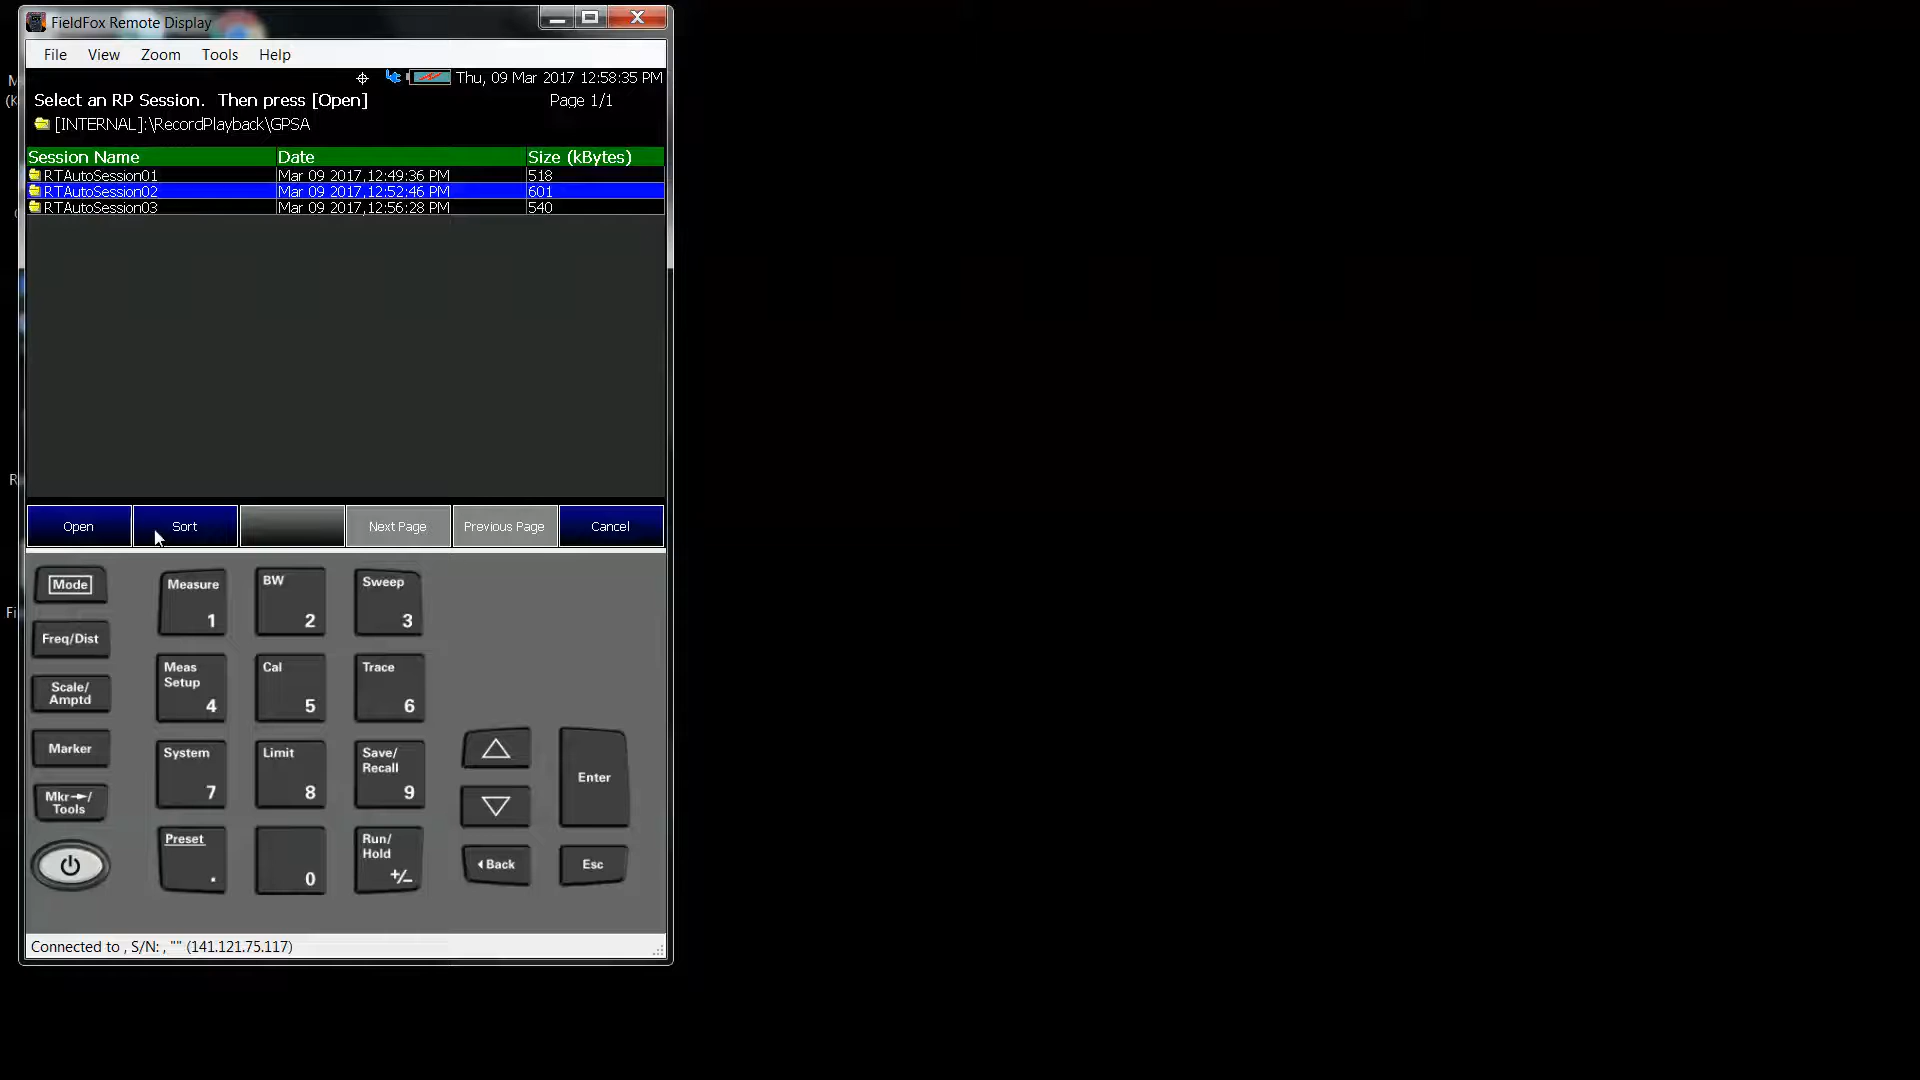 FieldFox Remote Display
File View Zoom Tools Help
Thu, 09 Mar 2017 12:58:35 PM
Select an RP Session. Then press [Open] Page 1/1
[INTERNAL]:\RecordPlayback\GPSA
Session Name Date Size (kBytes)
RTAutoSession01 Mar 09 2017,12:49:36 PM 518
RTAutoSession02 Mar 09 2017,12:52:46 PM 601
RTAutoSession03 Mar 09 2017,12:56:28 PM 540
Open Sort Next Page Previous Page Cancel
Mode
Freq/Dist
Scale/
Amptd
Marker
Mkr→/
Tools
Measure
1
BW
2
Sweep
3
Meas
Setup
4
Cal
5
Trace
6
System
7
Limit
8
Save/
Recall
9
Preset
.
0
Run/
Hold
+/−
Enter
Back
Esc
Connected to , S/N: , "" (141.121.75.117)